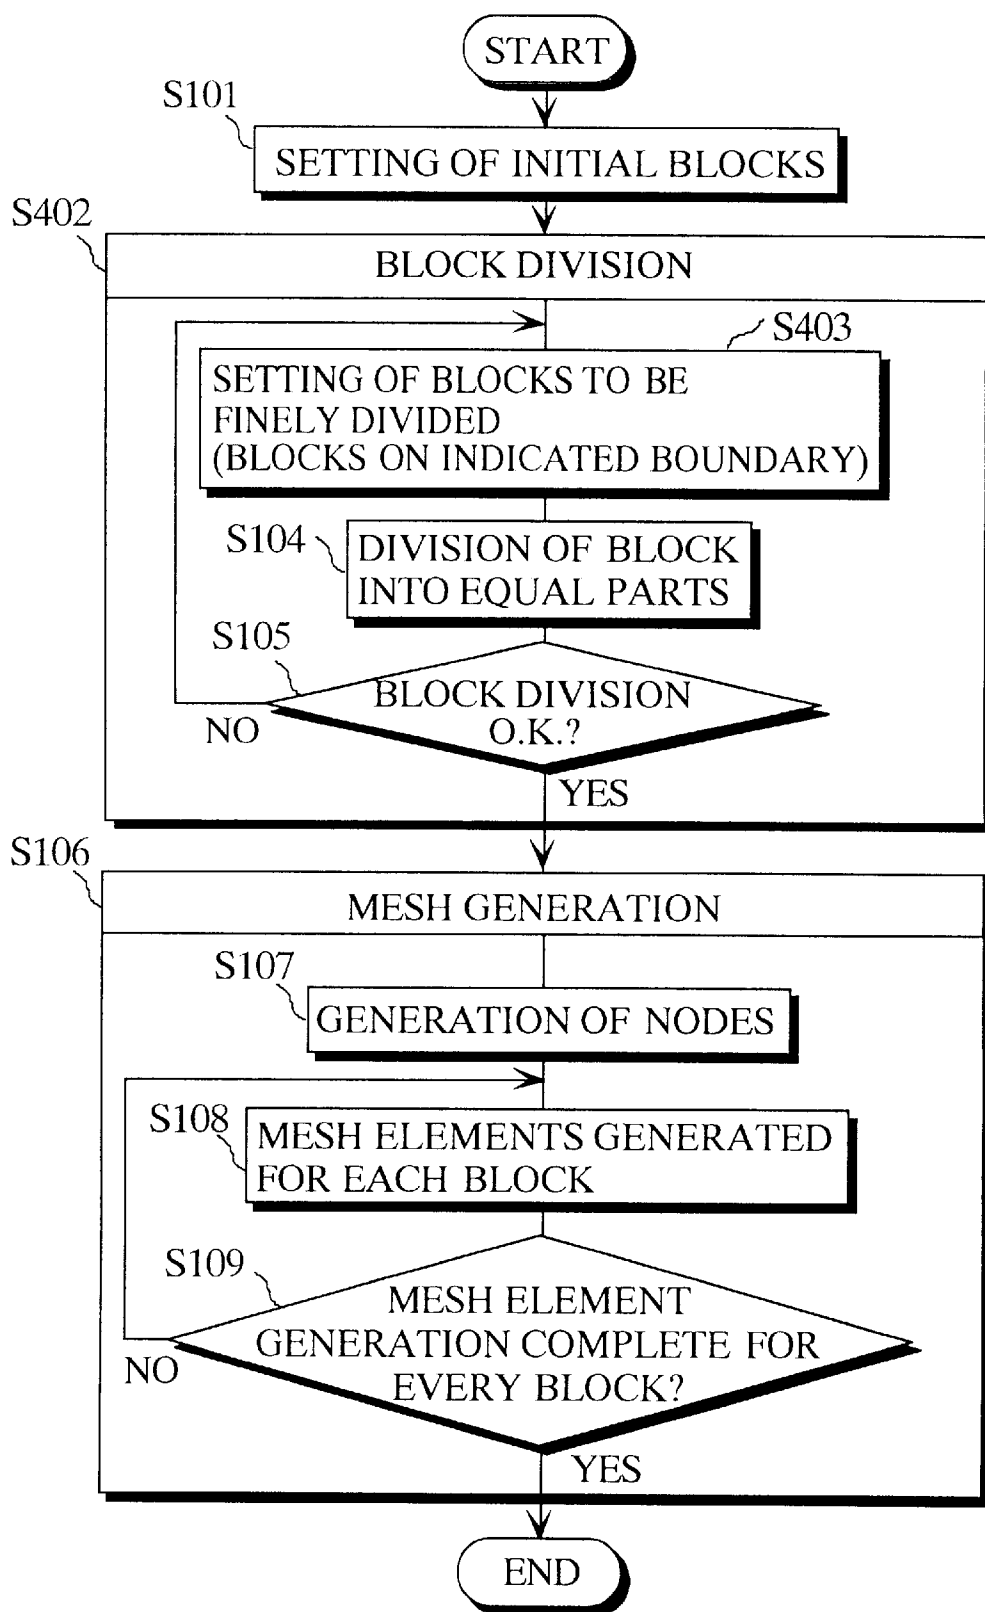 START
S101
SETTING OF INITIAL BLOCKS
S402
BLOCK DIVISION
S403
SETTING OF BLOCKS TO BE
FINELY DIVIDED
(BLOCKS ON INDICATED BOUNDARY)
S104
DIVISION OF BLOCK
INTO EQUAL PARTS
S105
BLOCK DIVISION
O.K.?
NO
YES
S106
MESH GENERATION
S107
GENERATION OF NODES
S108
MESH ELEMENTS GENERATED
FOR EACH BLOCK
S109
MESH ELEMENT
GENERATION COMPLETE FOR
EVERY BLOCK?
NO
YES
END